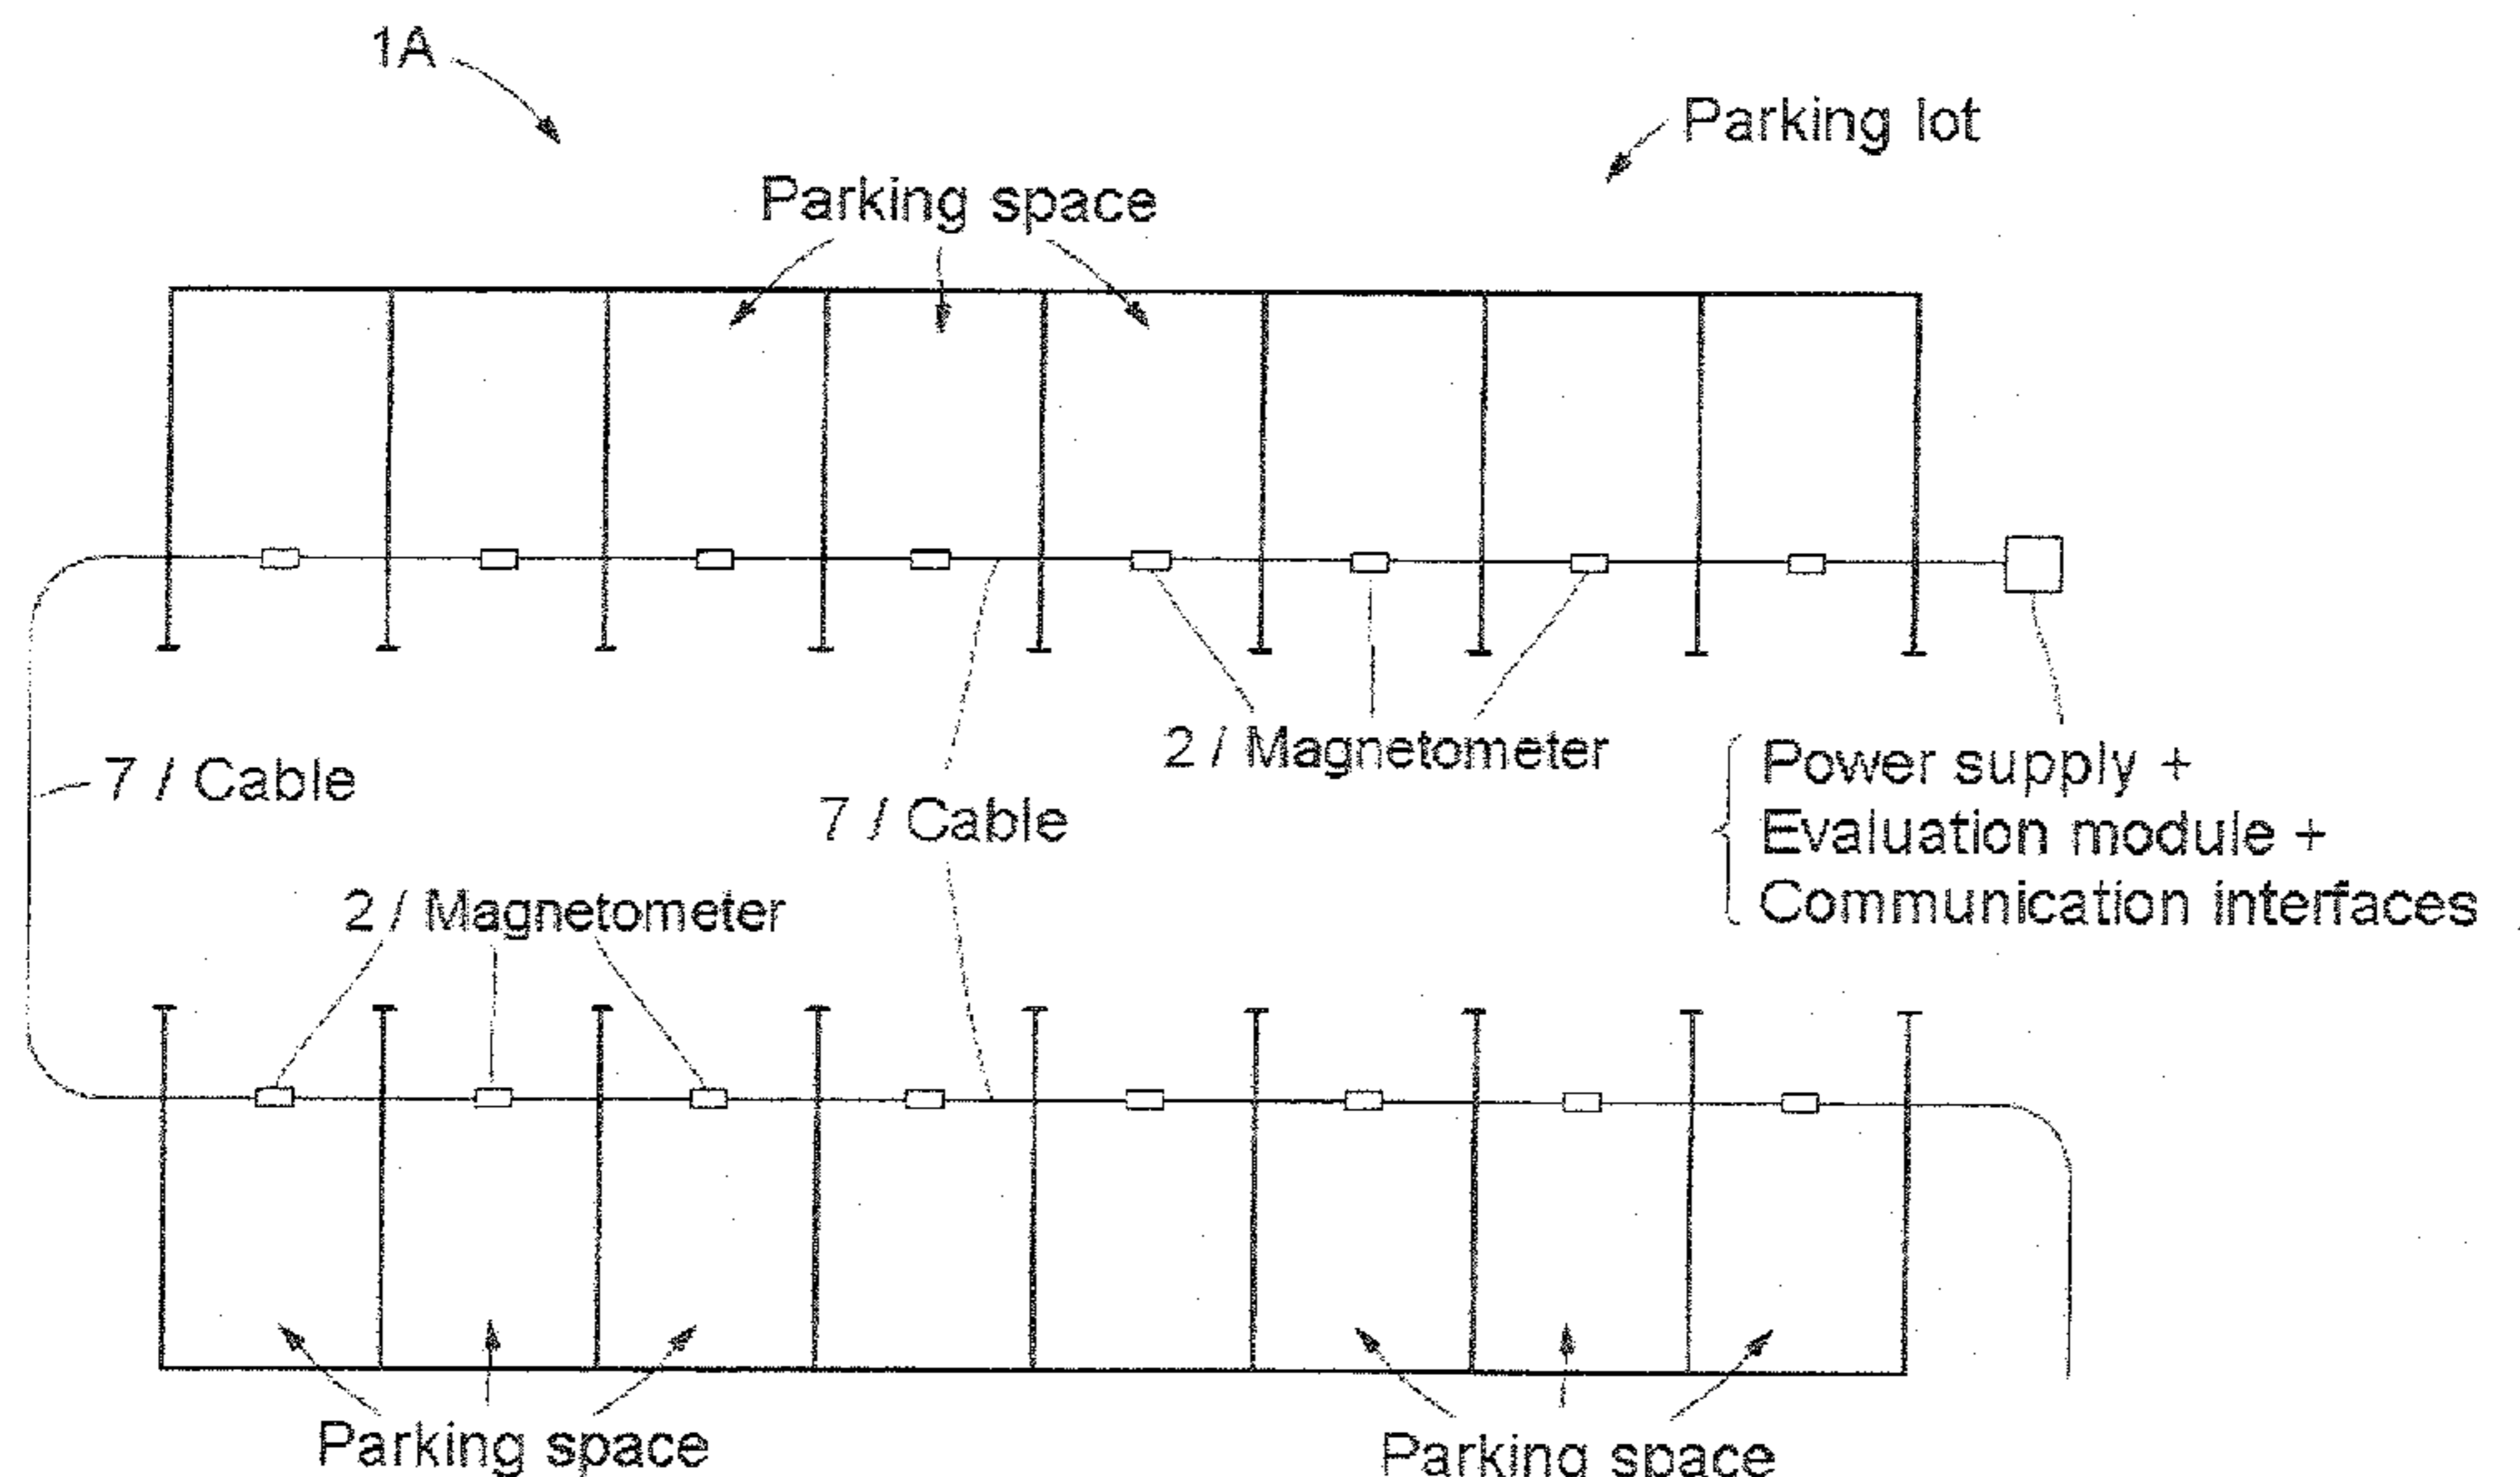 1A
Parking lot
Parking space
2 / Magnetometer
7 / Cable
7 / Cable
Power supply +
Evaluation module +
Communication interfaces
2 / Magnetometer
Parking space
Parking space